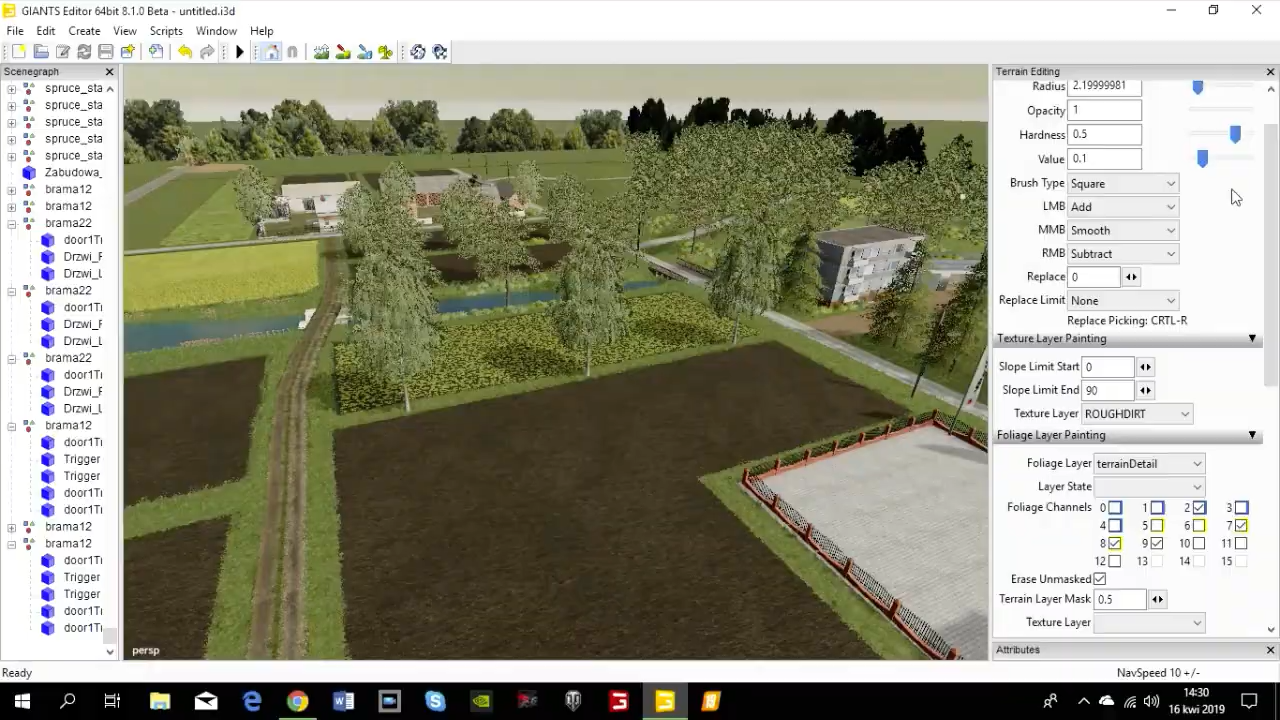 GIANTS Editor 64bit 8.1.0 Beta - untitled.i3d
File Edit Create View Scripts Window Help
Scenegraph
spruce_sta
spruce_sta
spruce_sta
spruce_sta
spruce_sta
Zabudowa_
brama12
brama12
brama22
door1Tr
Drzwi_F
Drzwi_L
brama22
door1Tr
Drzwi_F
Drzwi_L
brama22
door1Tr
Drzwi_F
Drzwi_L
brama12
door1Tr
Trigger
Trigger
door1Tr
door1Tr
brama12
brama12
door1Tr
Trigger
Trigger
door1Tr
door1Tr
persp
Terrain Editing
Radius 2.19999981
Opacity 1
Hardness 0.5
Value 0.1
Brush Type Square
LMB Add
MMB Smooth
RMB Subtract
Replace 0
Replace Limit None
Replace Picking: CRTL-R
Texture Layer Painting
Slope Limit Start 0
Slope Limit End 90
Texture Layer ROUGHDIRT
Foliage Layer Painting
Foliage Layer terrainDetail
Layer State
Foliage Channels 0 1 2 3
4 5 6 7
8 9 10 11
12 13 14 15
Erase Unmasked
Terrain Layer Mask 0.5
Texture Layer
Attributes
Ready
NavSpeed 10 +/-
14:30
16 kwi 2019